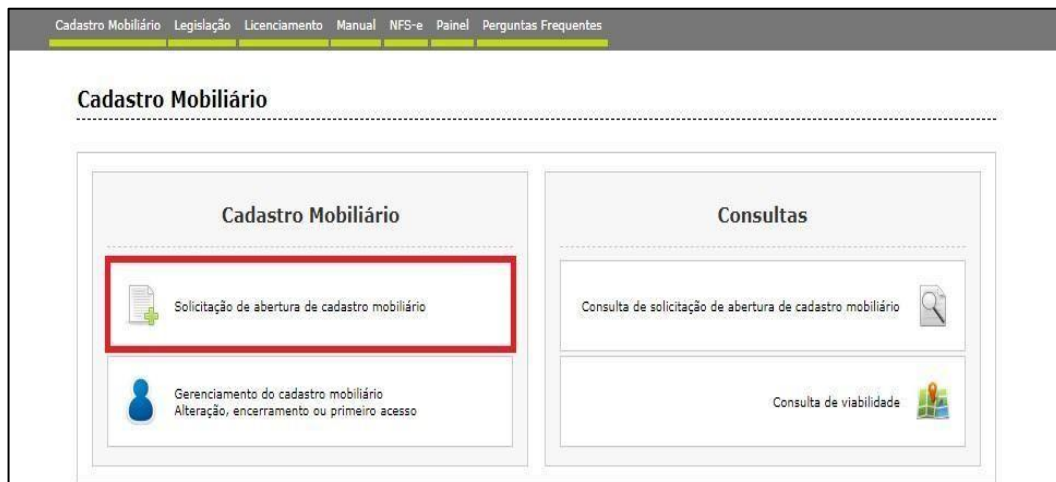 Cadastro Mobiliário Legislação Licenciamento Manual NFS-e Painel Perguntas Frequentes
Cadastro Mobiliário
Cadastro Mobiliário
Solicitação de abertura de cadastro mobiliário
Gerenciamento do cadastro mobiliário
Alteração, encerramento ou primeiro acesso
Consultas
Consulta de solicitação de abertura de cadastro mobiliário
Consulta de viabilidade